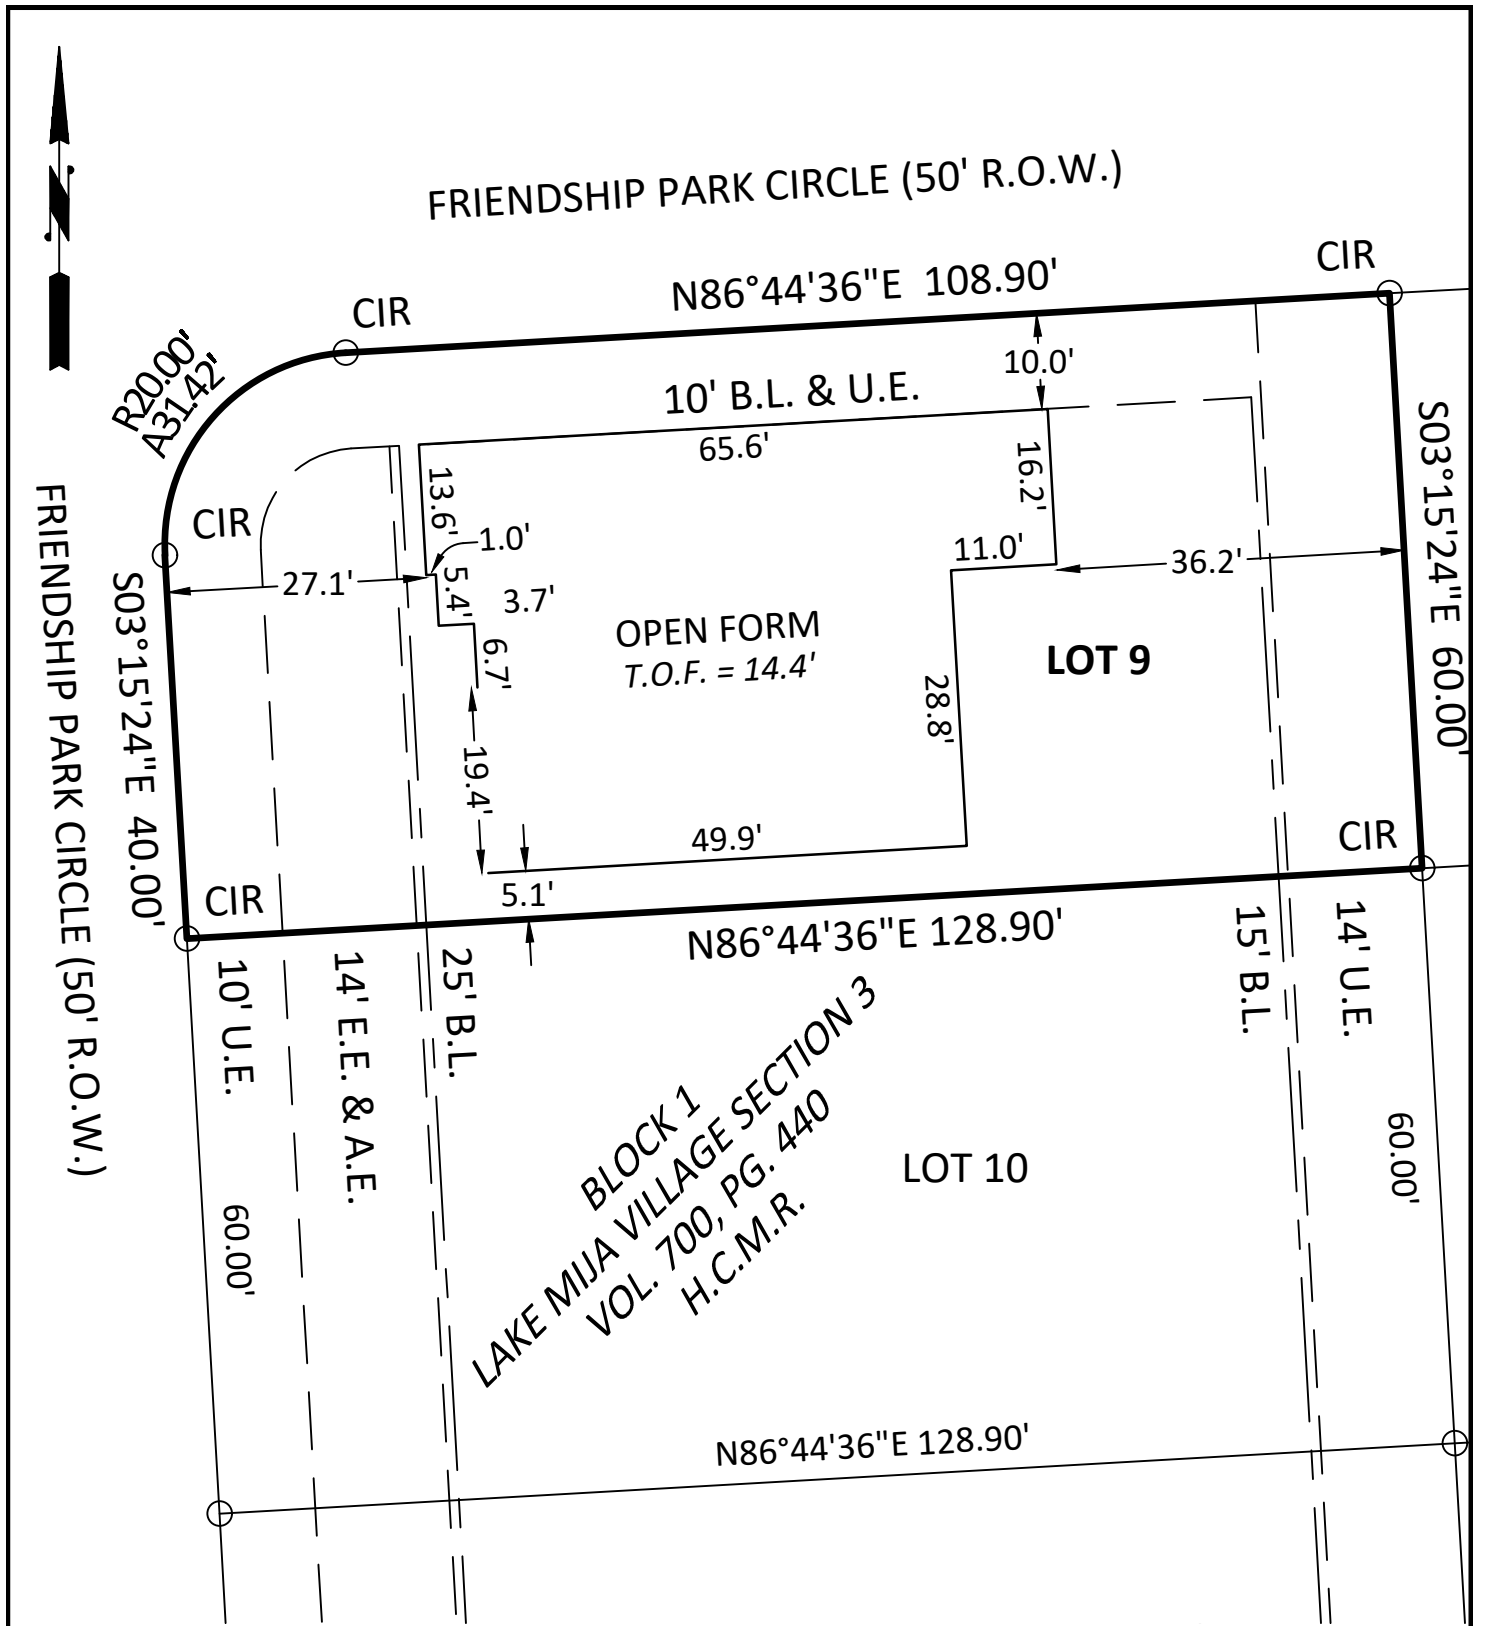 N
FRIENDSHIP PARK CIRCLE (50' R.O.W.)
CIR
CIR
N86°44'36"E 108.90'
R20.00'
A31.42'
10.0'
10' B.L. & U.E.
65.6'
16.2'
13.6'
CIR
1.0'
11.0'
36.2'
27.1'
5.4'
3.7'
6.7'
OPEN FORM
T.O.F. = 14.4'
LOT 9
S03°15'24"E 60.00'
S03°15'24"E 40.00'
FRIENDSHIP PARK CIRCLE (50' R.O.W.)
28.8'
19.4'
49.9'
5.1'
CIR
CIR
N86°44'36"E 128.90'
10' U.E.
14' E.E. & A.E.
25' B.L.
15' B.L.
14' U.E.
BLOCK 1
LAKE MIJA VILLAGE SECTION 3
VOL. 700, PG. 440
H.C.M.R.
LOT 10
60.00'
60.00'
N86°44'36"E 128.90'